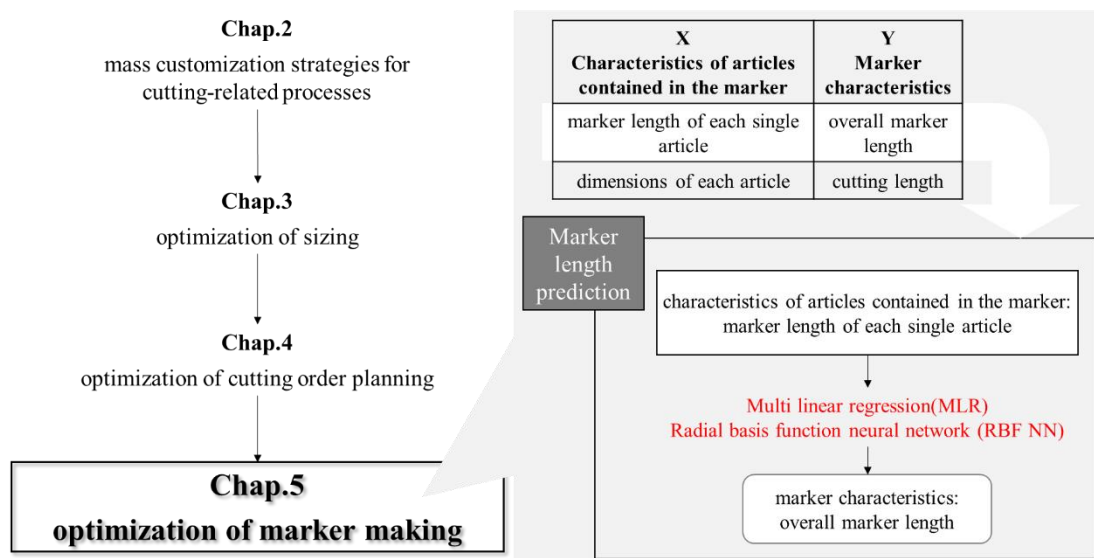 Chap.2
mass customization strategies for
cutting-related processes
Chap.3
optimization of sizing
Chap.4
optimization of cutting order planning
Chap.5
optimization of marker making
X
Characteristics of articles
contained in the marker
Y
Marker
characteristics
marker length of each single
article
overall marker
length
dimensions of each article
cutting length
Marker
length
prediction
characteristics of articles contained in the marker:
marker length of each single article
Multi linear regression(MLR)
Radial basis function neural network (RBF NN)
marker characteristics:
overall marker length